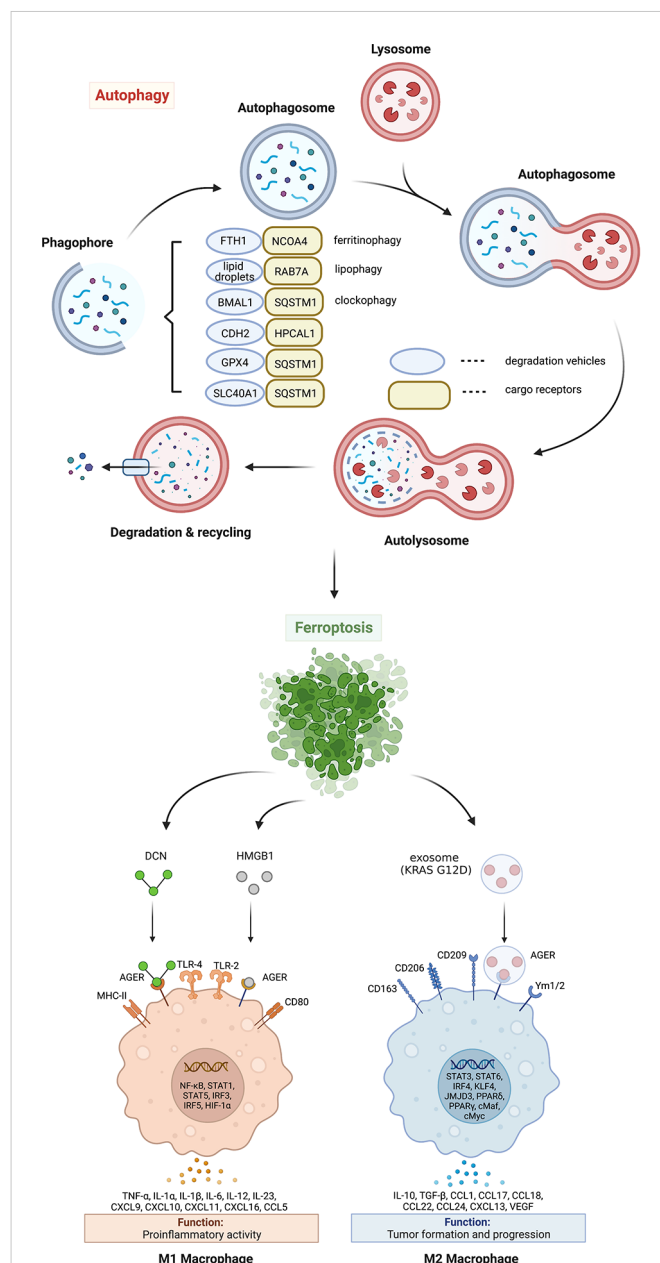 Lysosome
Autophagy
Autophagosome
Autophagosome
Phagophore
FTH1 NCOA4 ferritinophagy
lipid droplets RAB7A lipophagy
BMAL1 SQSTM1 clockophagy
CDH2 HPCAL1
GPX4 SQSTM1
SLC40A1 SQSTM1
degradation vehicles
cargo receptors
Degradation & recycling
Autolysosome
Ferroptosis
DCN
HMGB1
exosome
(KRAS G12D)
AGER
TLR-4
TLR-2
AGER
MHC-II
CD80
NF-κB, STAT1,
STAT5, IRF3,
IRF5, HIF-1α
CD163
CD206
CD209
AGER
Ym1/2
STAT3, STAT6,
IRF4, KLF4,
JMJD3, PPARδ,
PPARγ, cMaf,
cMyc
TNF-α, IL-1α, IL-1β, IL-6, IL-12, IL-23,
CXCL9, CXCL10, CXCL11, CXCL16, CCL5
Function:
Proinflammatory activity
M1 Macrophage
IL-10, TGF-β, CCL1, CCL17, CCL18,
CCL22, CCL24, CXCL13, VEGF
Function:
Tumor formation and progression
M2 Macrophage